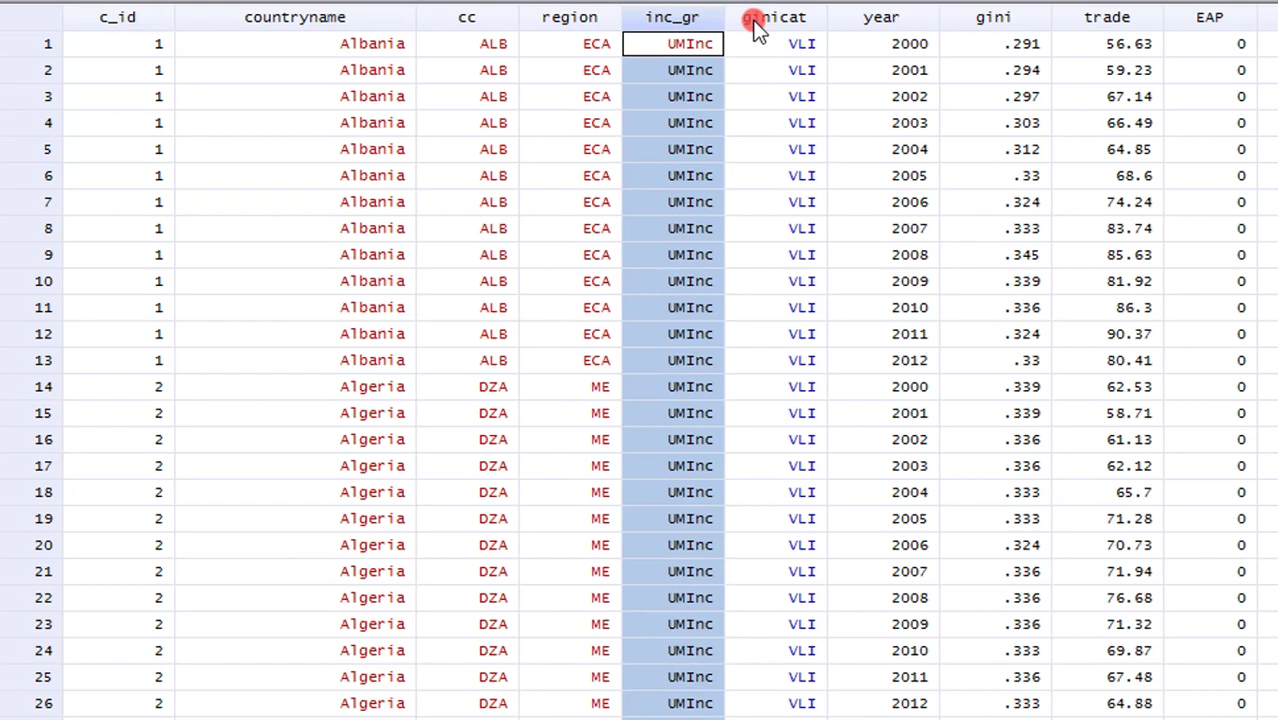 c_id countryname cc region inc_gr ginicat year gini trade EAP
1 1 Albania ALB ECA UMInc VLI 2000 .291 56.63 0
2 1 Albania ALB ECA UMInc VLI 2001 .294 59.23 0
3 1 Albania ALB ECA UMInc VLI 2002 .297 67.14 0
4 1 Albania ALB ECA UMInc VLI 2003 .303 66.49 0
5 1 Albania ALB ECA UMInc VLI 2004 .312 64.85 0
6 1 Albania ALB ECA UMInc VLI 2005 .33 68.6 0
7 1 Albania ALB ECA UMInc VLI 2006 .324 74.24 0
8 1 Albania ALB ECA UMInc VLI 2007 .333 83.74 0
9 1 Albania ALB ECA UMInc VLI 2008 .345 85.63 0
10 1 Albania ALB ECA UMInc VLI 2009 .339 81.92 0
11 1 Albania ALB ECA UMInc VLI 2010 .336 86.3 0
12 1 Albania ALB ECA UMInc VLI 2011 .324 90.37 0
13 1 Albania ALB ECA UMInc VLI 2012 .33 80.41 0
14 2 Algeria DZA ME UMInc VLI 2000 .339 62.53 0
15 2 Algeria DZA ME UMInc VLI 2001 .339 58.71 0
16 2 Algeria DZA ME UMInc VLI 2002 .336 61.13 0
17 2 Algeria DZA ME UMInc VLI 2003 .336 62.12 0
18 2 Algeria DZA ME UMInc VLI 2004 .333 65.7 0
19 2 Algeria DZA ME UMInc VLI 2005 .333 71.28 0
20 2 Algeria DZA ME UMInc VLI 2006 .324 70.73 0
21 2 Algeria DZA ME UMInc VLI 2007 .336 71.94 0
22 2 Algeria DZA ME UMInc VLI 2008 .336 76.68 0
23 2 Algeria DZA ME UMInc VLI 2009 .336 71.32 0
24 2 Algeria DZA ME UMInc VLI 2010 .333 69.87 0
25 2 Algeria DZA ME UMInc VLI 2011 .336 67.48 0
26 2 Algeria DZA ME UMInc VLI 2012 .333 64.88 0